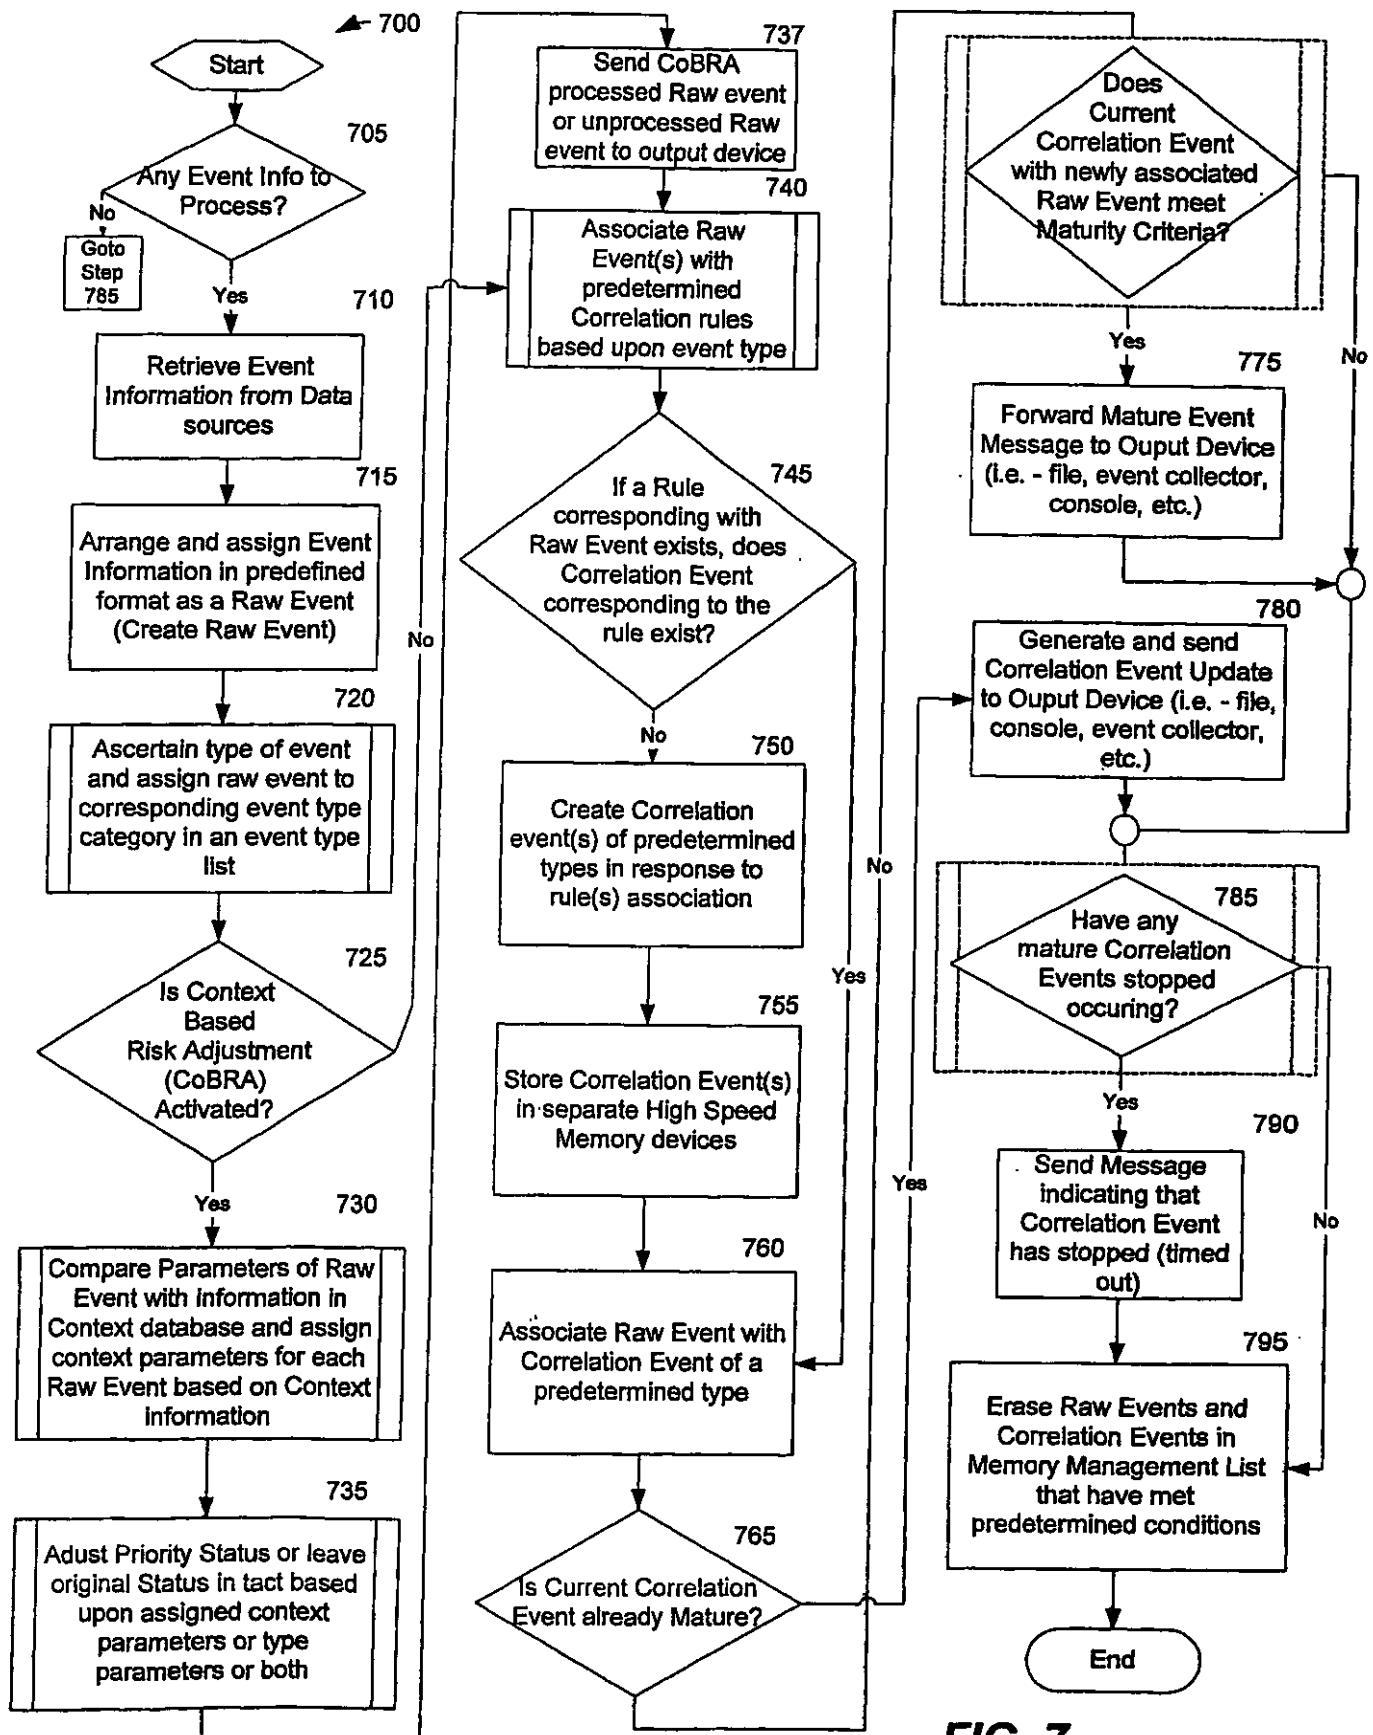 700
Start
705
Any Event Info to
Process?
No
Goto
Step
785
Yes
710
Retrieve Event
Information from Data
sources
715
Arrange and assign Event
Information in predefined
format as a Raw Event
(Create Raw Event)
720
Ascertain type of event
and assign raw event to
corresponding event type
category in an event type
list
725
Is Context
Based
Risk Adjustment
(CoBRA)
Activated?
No
Yes
730
Compare Parameters of Raw
Event with information in
Context database and assign
context parameters for each
Raw Event based on Context
information
735
Adust Priority Status or leave
original Status in tact based
upon assigned context
parameters or type
parameters or both
737
Send CoBRA
processed Raw event
or unprocessed Raw
event to output device
740
Associate Raw
Event(s) with
predetermined
Correlation rules
based upon event type
745
If a Rule
corresponding with
Raw Event exists, does
Correlation Event
corresponding to the
rule exist?
No
Yes
750
Create Correlation
event(s) of predetermined
types in response to
rule(s) association
755
Store Correlation Event(s)
in separate High Speed
Memory devices
760
Associate Raw Event with
Correlation Event of a
predetermined type
765
Is Current Correlation
Event already Mature?
No
Yes
Does
Current
Correlation Event
with newly associated
Raw Event meet
Maturity Criteria?
Yes
No
775
Forward Mature Event
Message to Ouput Device
(i.e. - file, event collector,
console, etc.)
780
Generate and send
Correlation Event Update
to Ouput Device (i.e. - file,
console, event collector,
etc.)
785
Have any
mature Correlation
Events stopped
occuring?
Yes
No
790
Send Message
indicating that
Correlation Event
has stopped (timed
out)
795
Erase Raw Events and
Correlation Events in
Memory Management List
that have met
predetermined conditions
End
FIG. 7